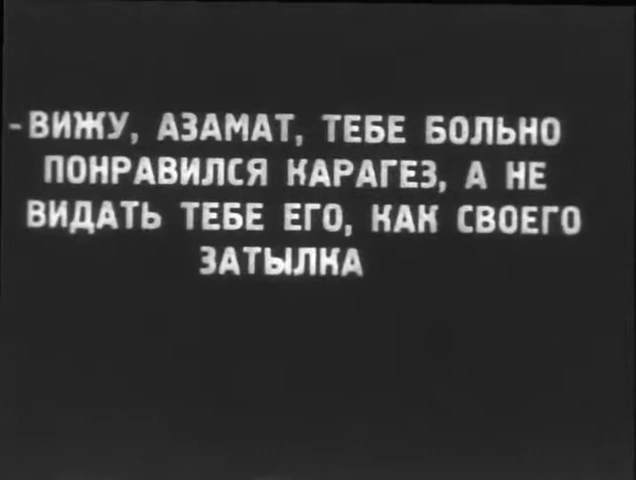 - ВИЖУ, АЗАМАТ, ТЕБЕ БОЛЬНО
ПОНРАВИЛСЯ КАРАГЕЗ, А НЕ
ВИДАТЬ ТЕБЕ ЕГО, КАК СВОЕГО
ЗАТЫЛКА